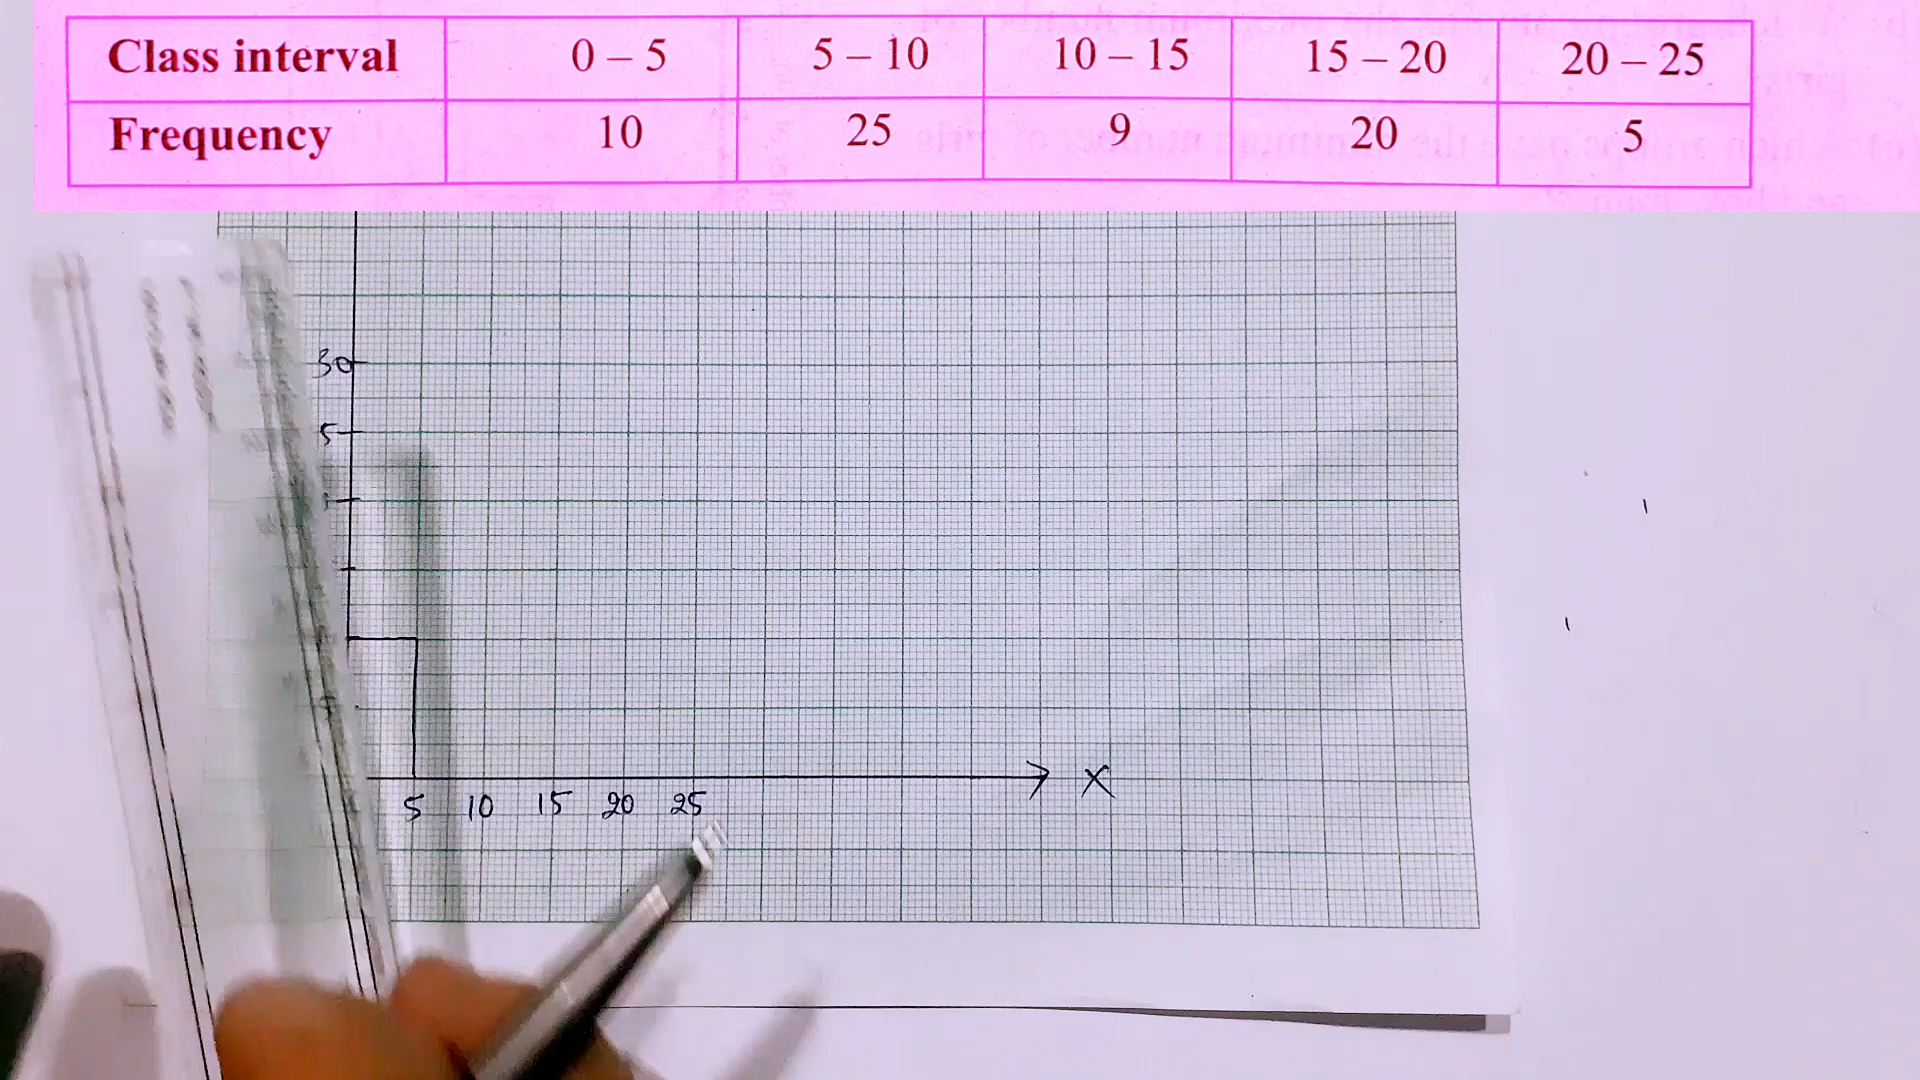 Class interval 0 – 5 5 – 10 10 – 15 15 – 20 20 – 25
Frequency 10 25 9 20 5
30
5
X
5 10 15 20 25